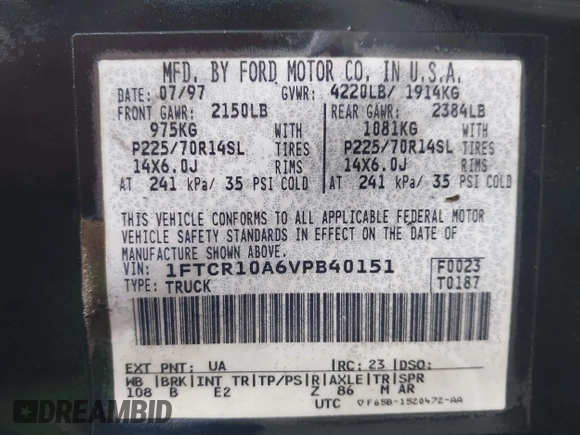 MFD. BY FORD MOTOR CO. IN U.S.A.
DATE: 07/97 GVWR: 4220LB/ 1914KG
FRONT GAWR: 2150LB REAR GAWR: 2384LB
975KG WITH 1081KG WITH
P225/70R14SL TIRES P225/70R14SL TIRES
14X6.0J RIMS 14X6.0J RIMS
AT 241 kPa/ 35 PSI COLD AT 241 kPa/ 35 PSI COLD
THIS VEHICLE CONFORMS TO ALL APPLICABLE FEDERAL MOTOR
VEHICLE SAFETY STANDARDS IN EFFECT ON THE DATE OF
MANUFACTURE SHOWN ABOVE.
VIN: 1FTCR10A6VPB40151 F0023
TYPE: TRUCK T0187
EXT PNT: UA RC: 23 DSO:
WB BRK INT TR TP/PS R AXLE TR SPR
108 B E2 Z 86 M AR
UTC F65B-1520472-AA